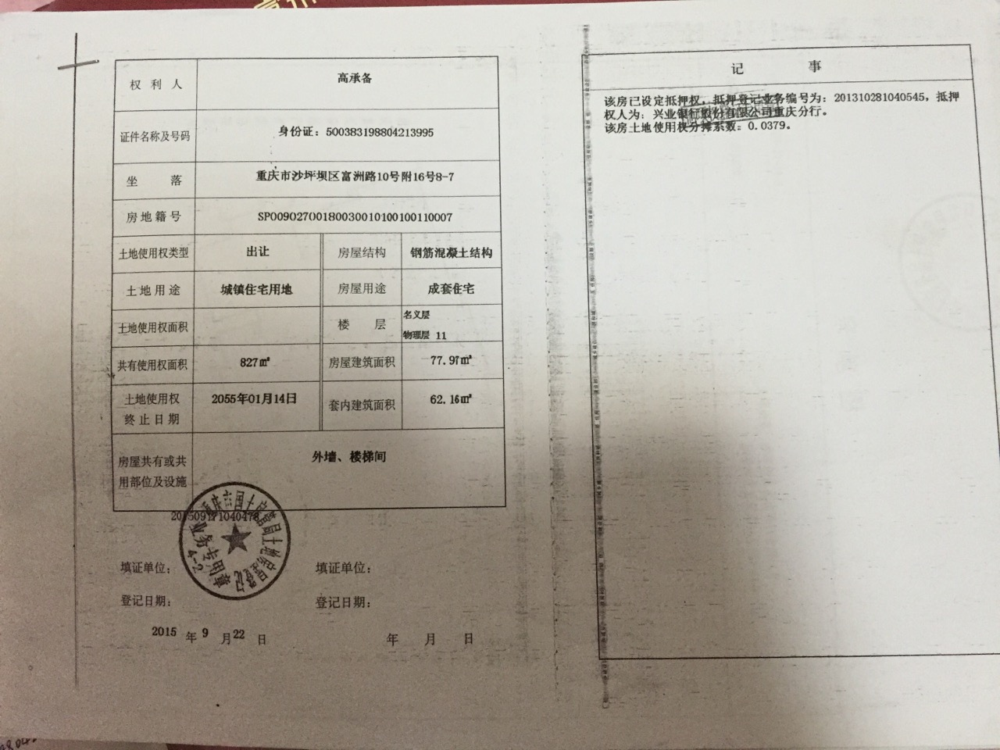 权利人 高承备
证件名称及号码 身份证：500383198804213995
坐落 重庆市沙坪坝区富洲路10号附16号8-7
房地籍号 SP00902700180030010100100110007
土地使用权类型 出让 房屋结构 钢筋混凝土结构
土地用途 城镇住宅用地 房屋用途 成套住宅
土地使用权面积 楼层 名义层
物理层 11
共有使用权面积 827㎡ 房屋建筑面积 77.97㎡
土地使用权
终止日期 2055年01月14日 套内建筑面积 62.16㎡
房屋共有或共
用部位及设施 外墙、楼梯间
填证单位： 填证单位：
登记日期： 登记日期：
2015年9月22日 年 月 日
业务专用章
4-2
记事
该房已设定抵押权，抵押登记业务编号为：201310281040545，抵押
权人为：兴业银行股份有限公司重庆分行。
该房土地使用权分摊系数：0.0379。